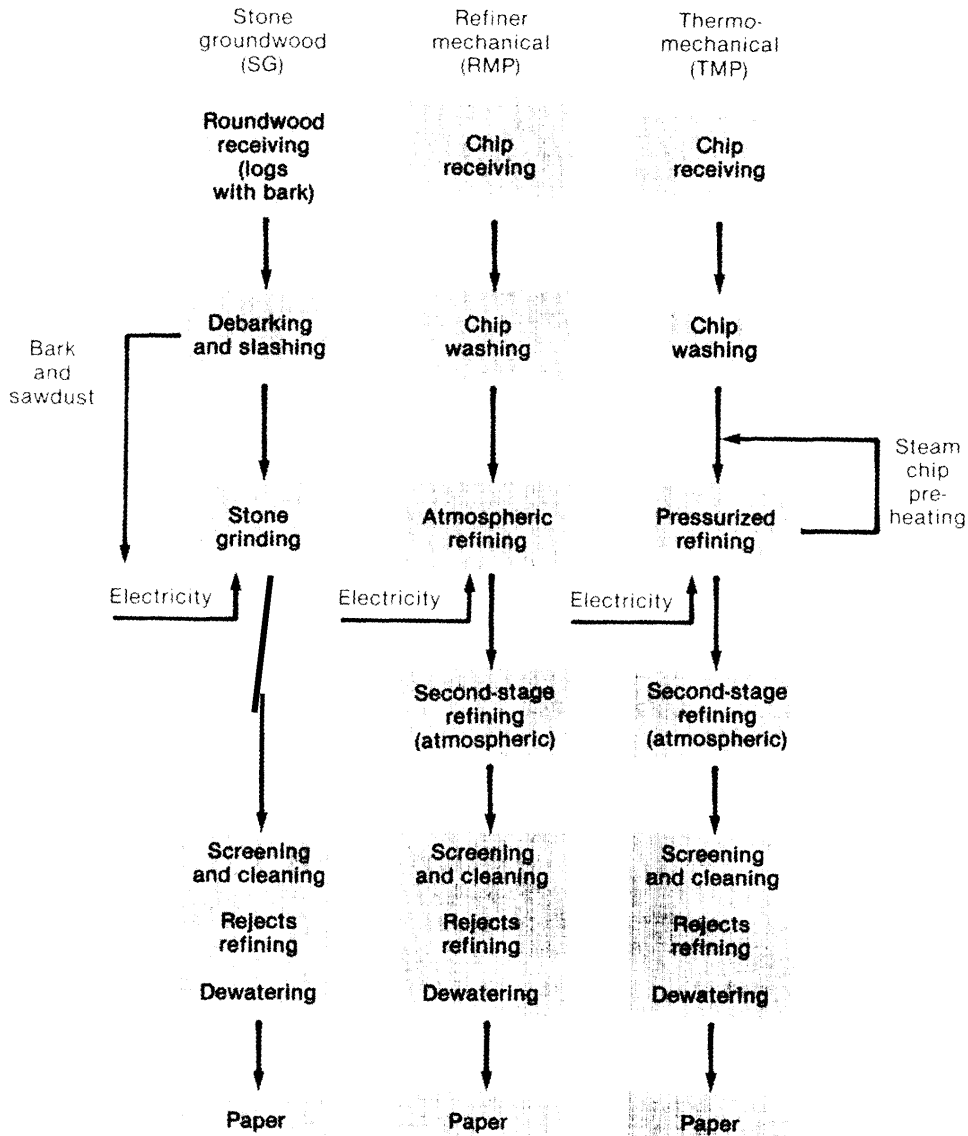 Stone
groundwood
(SG)
Refiner
mechanical
(RMP)
Thermo-
mechanical
(TMP)
Roundwood
receiving
(logs
with bark)
Chip
receiving
Chip
receiving
Bark
and
sawdust
Debarking
and slashing
Chip
washing
Chip
washing
Steam
chip
pre-
heating
Stone
grinding
Atmospheric
refining
Pressurized
refining
Electricity
Electricity
Electricity
Second-stage
refining
(atmospheric)
Second-stage
refining
(atmospheric)
Screening
and cleaning
Screening
and cleaning
Screening
and cleaning
Rejects
refining
Rejects
refining
Rejects
refining
Dewatering
Dewatering
Dewatering
Paper
Paper
Paper